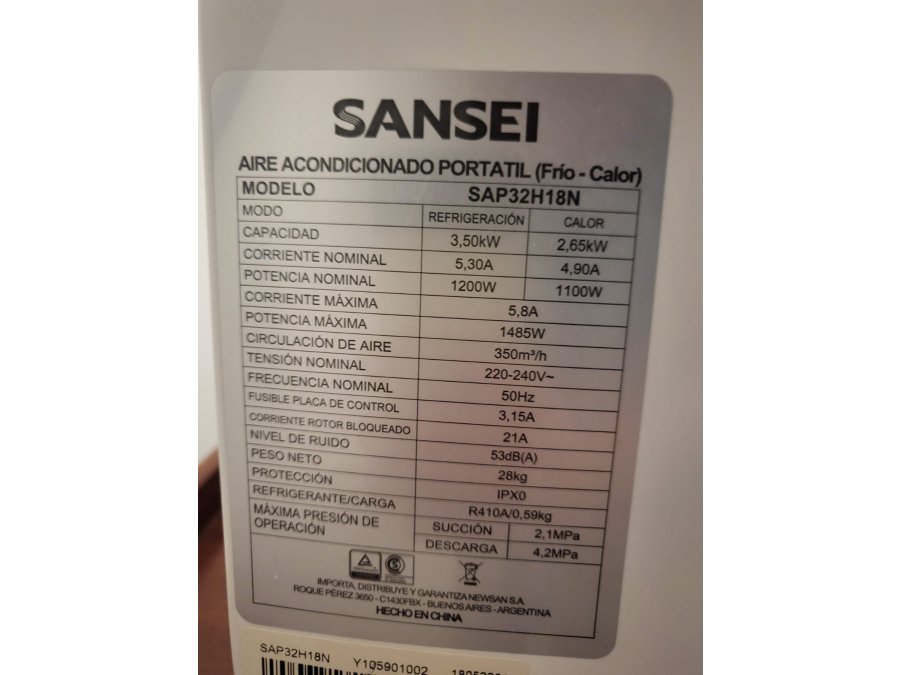 SANSEI
AIRE ACONDICIONADO PORTATIL (Frío - Calor)
MODELO SAP32H18N
MODO REFRIGERACIÓN CALOR
CAPACIDAD 3,50kW 2,65kW
CORRIENTE NOMINAL 5,30A 4,90A
POTENCIA NOMINAL 1200W 1100W
CORRIENTE MÁXIMA 5,8A
POTENCIA MÁXIMA 1485W
CIRCULACIÓN DE AIRE 350m³/h
TENSIÓN NOMINAL 220-240V~
FRECUENCIA NOMINAL 50Hz
FUSIBLE PLACA DE CONTROL 3,15A
CORRIENTE ROTOR BLOQUEADO 21A
NIVEL DE RUIDO 53dB(A)
PESO NETO 28kg
PROTECCIÓN IPX0
REFRIGERANTE/CARGA R410A/0,59kg
MÁXIMA PRESIÓN DE OPERACIÓN SUCCIÓN 2,1MPa
DESCARGA 4,2MPa
IMPORTA, DISTRIBUYE Y GARANTIZA NEWSAN S.A.
ROQUE PÉREZ 3650 - C1430FBX - BUENOS AIRES - ARGENTINA
HECHO EN CHINA
SAP32H18N Y105901002